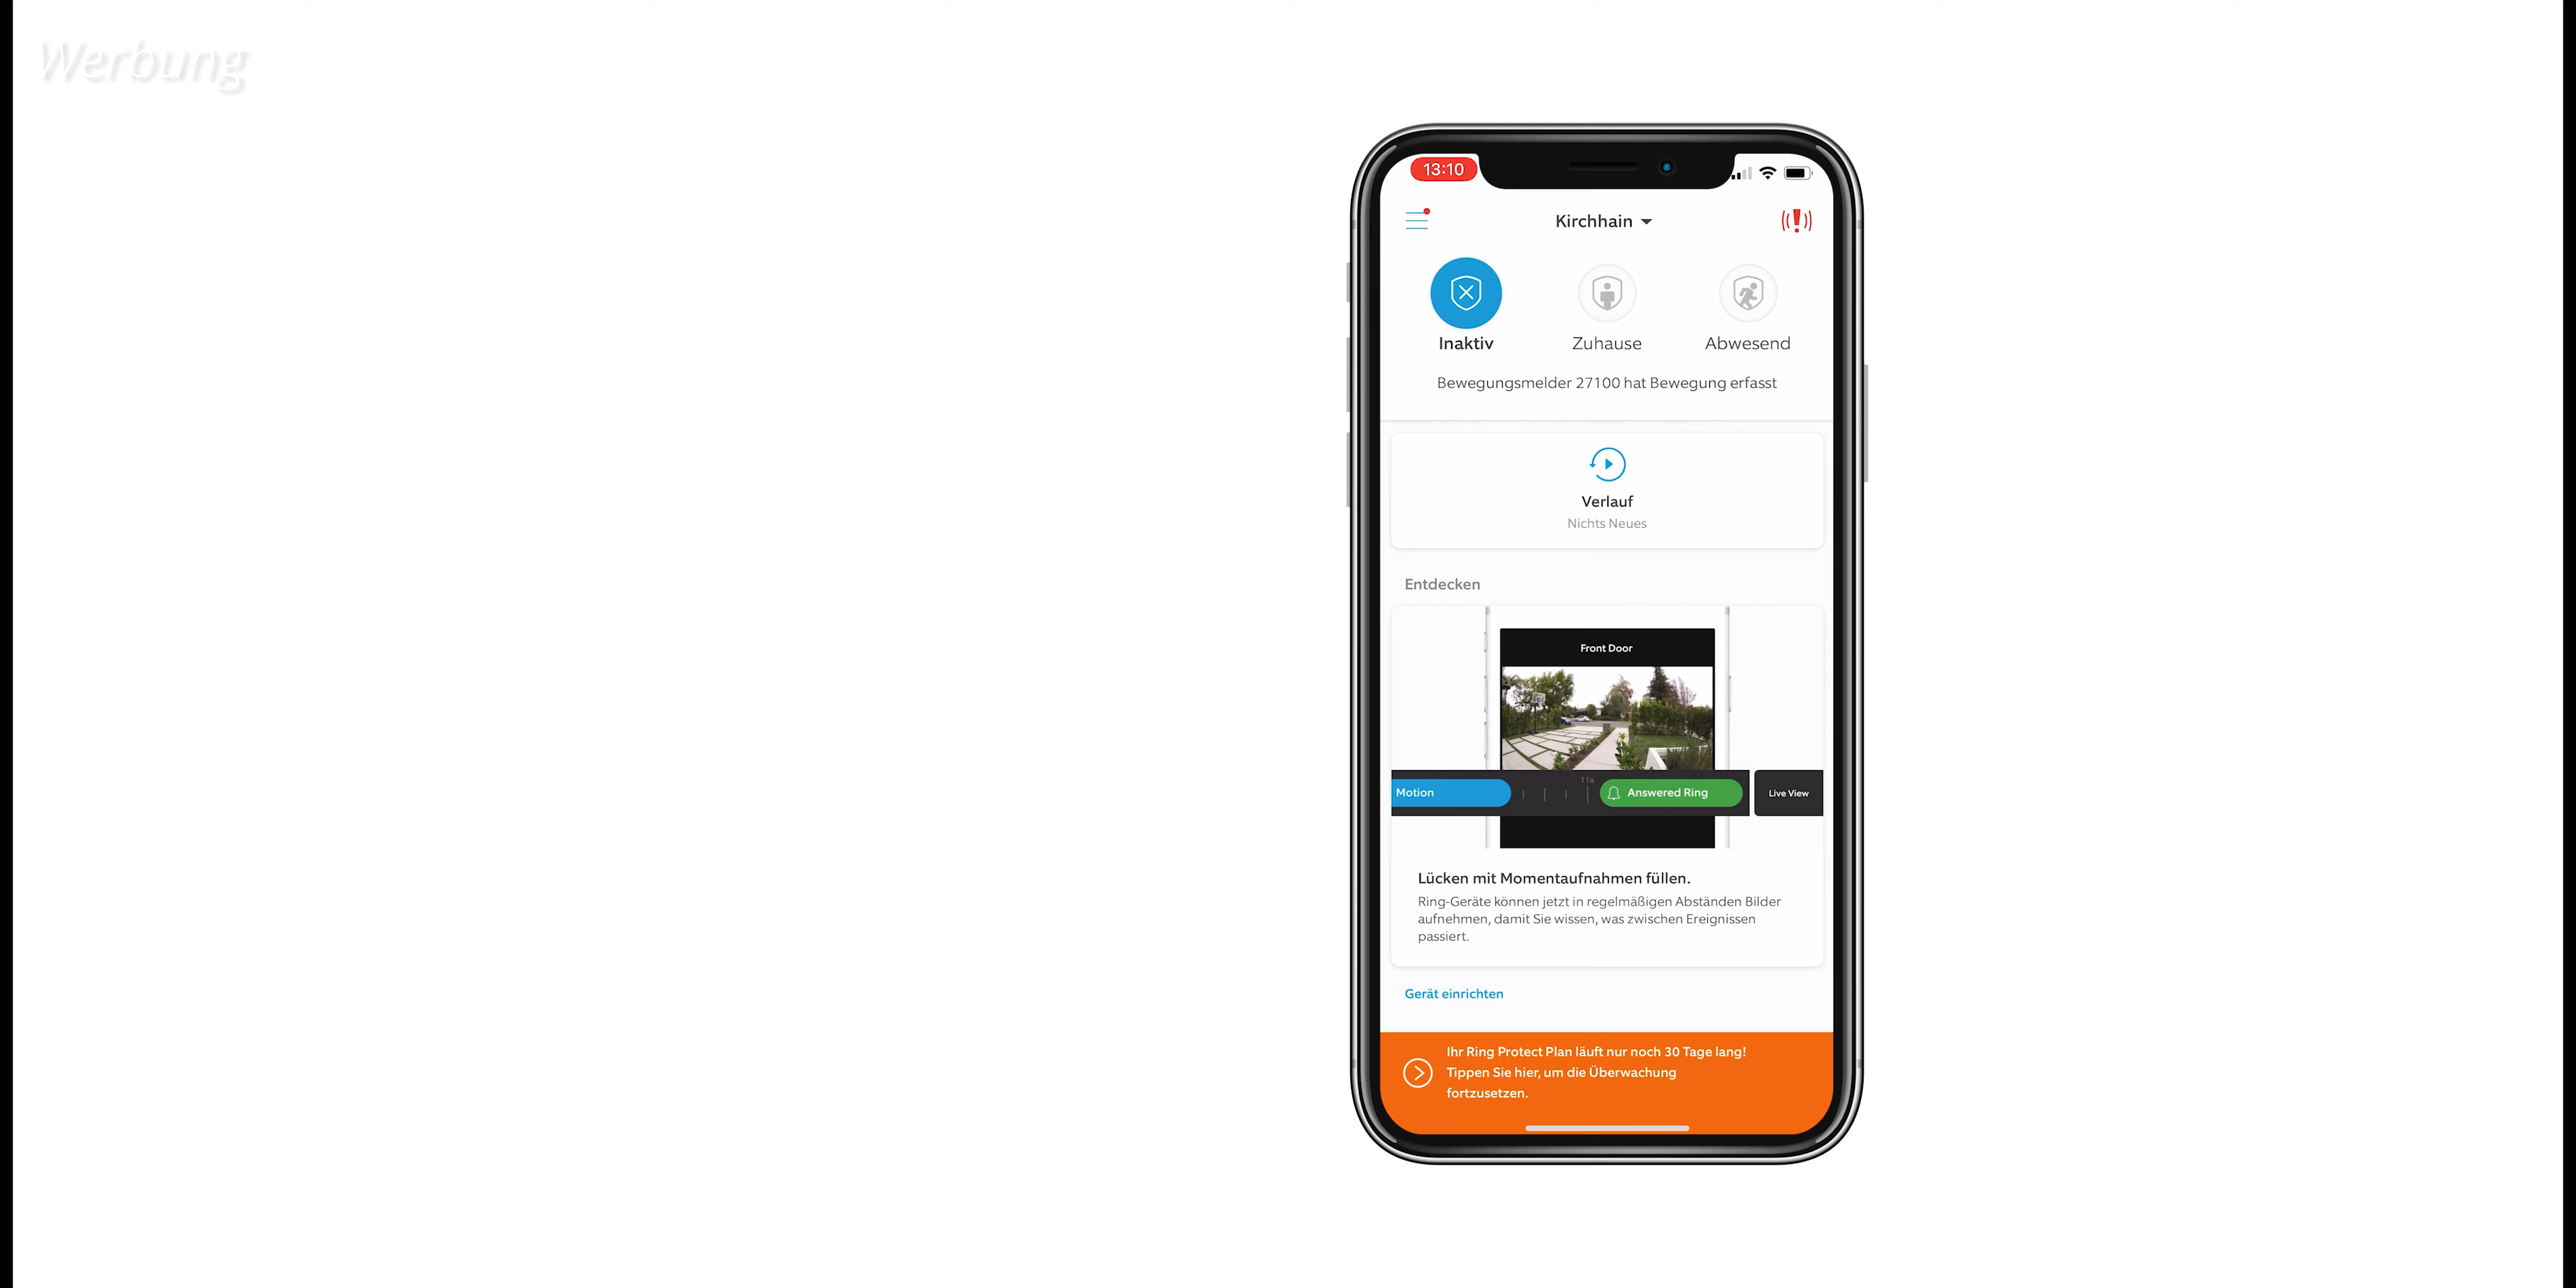 Werbung
13:10
Kirchhain
Inaktiv
Zuhause
Abwesend
Bewegungsmelder 27100 hat Bewegung erfasst
Verlauf
Nichts Neues
Entdecken
Front Door
11a
Motion
Answered Ring
Live View
Lücken mit Momentaufnahmen füllen.
Ring-Geräte können jetzt in regelmäßigen Abständen Bilder
aufnehmen, damit Sie wissen, was zwischen Ereignissen
passiert.
Gerät einrichten
Ihr Ring Protect Plan läuft nur noch 30 Tage lang!
Tippen Sie hier, um die Überwachung
fortzusetzen.